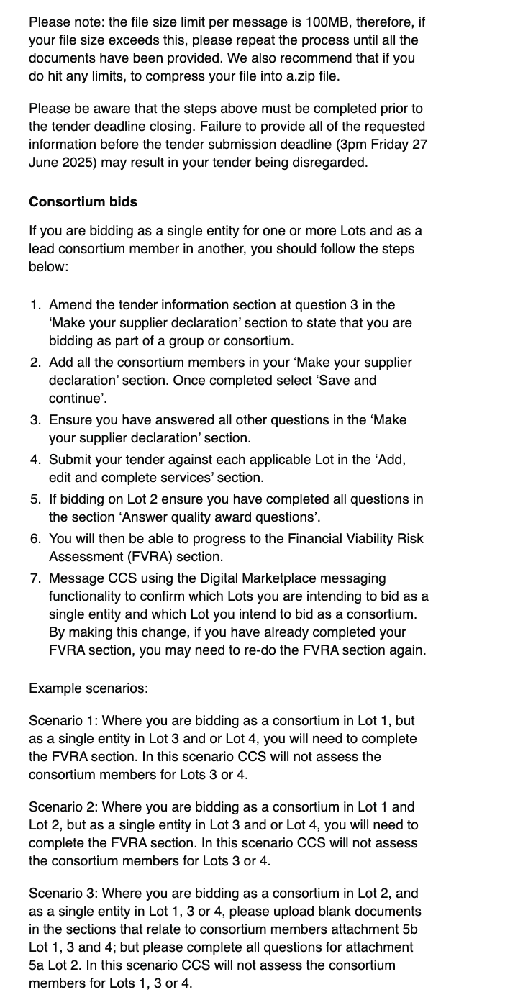 Please note: the file size limit per message is 100MB, therefore, if
your file size exceeds this, please repeat the process until all the
documents have been provided. We also recommend that if you
do hit any limits, to compress your file into a.zip file.
Please be aware that the steps above must be completed prior to
the tender deadline closing. Failure to provide all of the requested
information before the tender submission deadline (3pm Friday 27
June 2025) may result in your tender being disregarded.
Consortium bids
If you are bidding as a single entity for one or more Lots and as a
lead consortium member in another, you should follow the steps
below:
1. Amend the tender information section at question 3 in the
‘Make your supplier declaration’ section to state that you are
bidding as part of a group or consortium.
2. Add all the consortium members in your ‘Make your supplier
declaration’ section. Once completed select ‘Save and
continue’.
3. Ensure you have answered all other questions in the ‘Make
your supplier declaration’ section.
4. Submit your tender against each applicable Lot in the ‘Add,
edit and complete services’ section.
5. If bidding on Lot 2 ensure you have completed all questions in
the section ‘Answer quality award questions’.
6. You will then be able to progress to the Financial Viability Risk
Assessment (FVRA) section.
7. Message CCS using the Digital Marketplace messaging
functionality to confirm which Lots you are intending to bid as a
single entity and which Lot you intend to bid as a consortium.
By making this change, if you have already completed your
FVRA section, you may need to re-do the FVRA section again.
Example scenarios:
Scenario 1: Where you are bidding as a consortium in Lot 1, but
as a single entity in Lot 3 and or Lot 4, you will need to complete
the FVRA section. In this scenario CCS will not assess the
consortium members for Lots 3 or 4.
Scenario 2: Where you are bidding as a consortium in Lot 1 and
Lot 2, but as a single entity in Lot 3 and or Lot 4, you will need to
complete the FVRA section. In this scenario CCS will not assess
the consortium members for Lots 3 or 4.
Scenario 3: Where you are bidding as a consortium in Lot 2, and
as a single entity in Lot 1, 3 or 4, please upload blank documents
in the sections that relate to consortium members attachment 5b
Lot 1, 3 and 4; but please complete all questions for attachment
5a Lot 2. In this scenario CCS will not assess the consortium
members for Lots 1, 3 or 4.